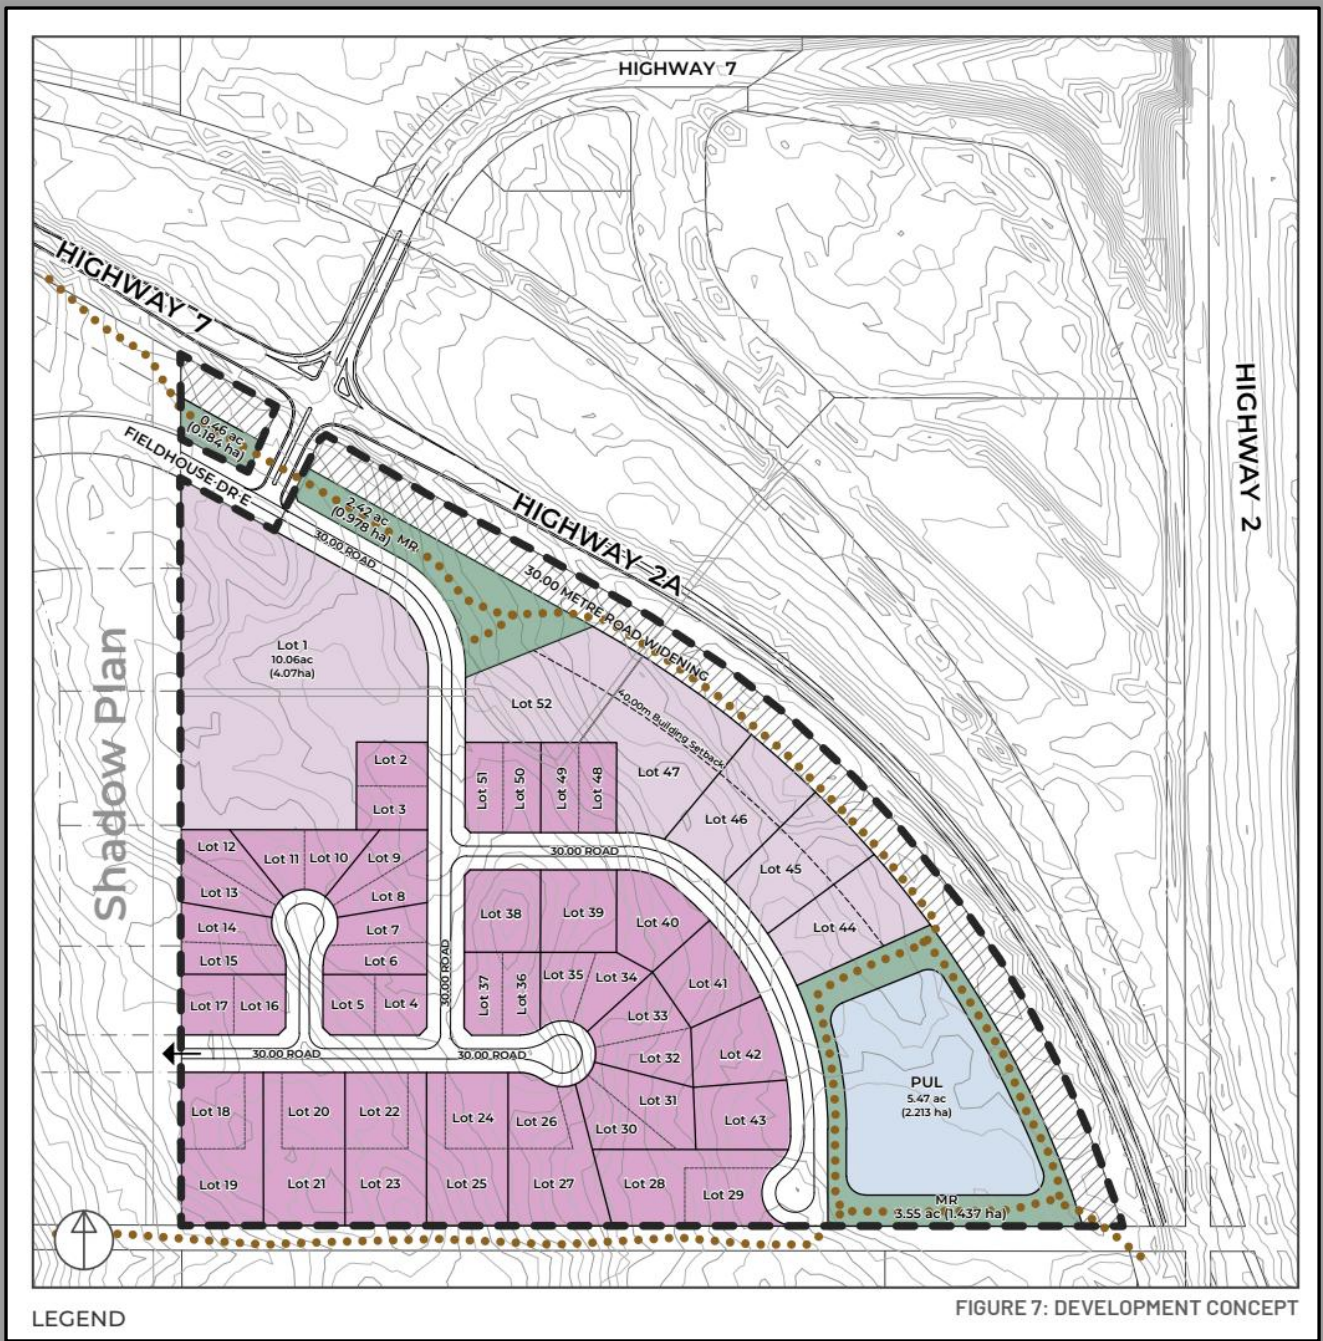 HIGHWAY 7
HIGHWAY 7
HIGHWAY 2
HIGHWAY 2A
FIELDHOUSE DR E
0.46 ac
(0.184 ha)
2.42 ac
(0.978 ha)
MR
30.00 ROAD
30.00 METRE ROAD WIDENING
40.00m Building Setback
Shadow Plan
Lot 1
10.06ac
(4.07ha)
Lot 52
Lot 2
Lot 3
Lot 51
Lot 50
Lot 49
Lot 48
Lot 47
Lot 46
Lot 45
Lot 44
30.00 ROAD
Lot 12
Lot 11
Lot 10
Lot 9
Lot 13
Lot 8
Lot 14
Lot 7
Lot 15
Lot 6
Lot 17
Lot 16
Lot 5
Lot 4
30.00 ROAD
Lot 38
Lot 39
Lot 40
Lot 37
Lot 36
Lot 35
Lot 34
Lot 41
Lot 33
Lot 32
Lot 42
Lot 31
Lot 30
Lot 43
30.00 ROAD
30.00 ROAD
Lot 18
Lot 20
Lot 22
Lot 24
Lot 26
Lot 19
Lot 21
Lot 23
Lot 25
Lot 27
Lot 28
Lot 29
PUL
5.47 ac
(2.213 ha)
MR
3.55 ac (1.437 ha)
LEGEND
FIGURE 7: DEVELOPMENT CONCEPT